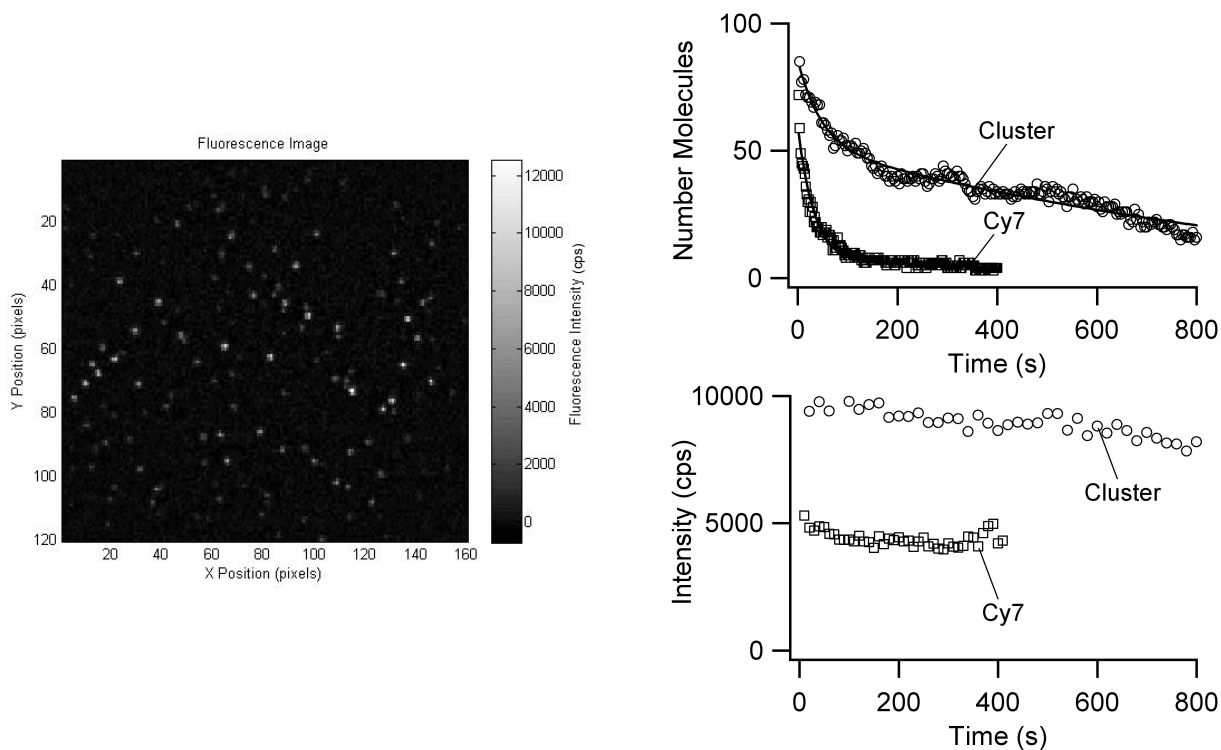 Fluorescence Image
20
40
60
80
100
120
Y Position (pixels)
20 40 60 80 100 120 140 160
X Position (pixels)
12000
10000
8000
6000
4000
2000
0
Fluorescence Intensity (cps)
100
50
0
Number Molecules
Cluster
Cy7
0 200 400 600 800
Time (s)
10000
5000
0
Intensity (cps)
Cluster
Cy7
0 200 400 600 800
Time (s)